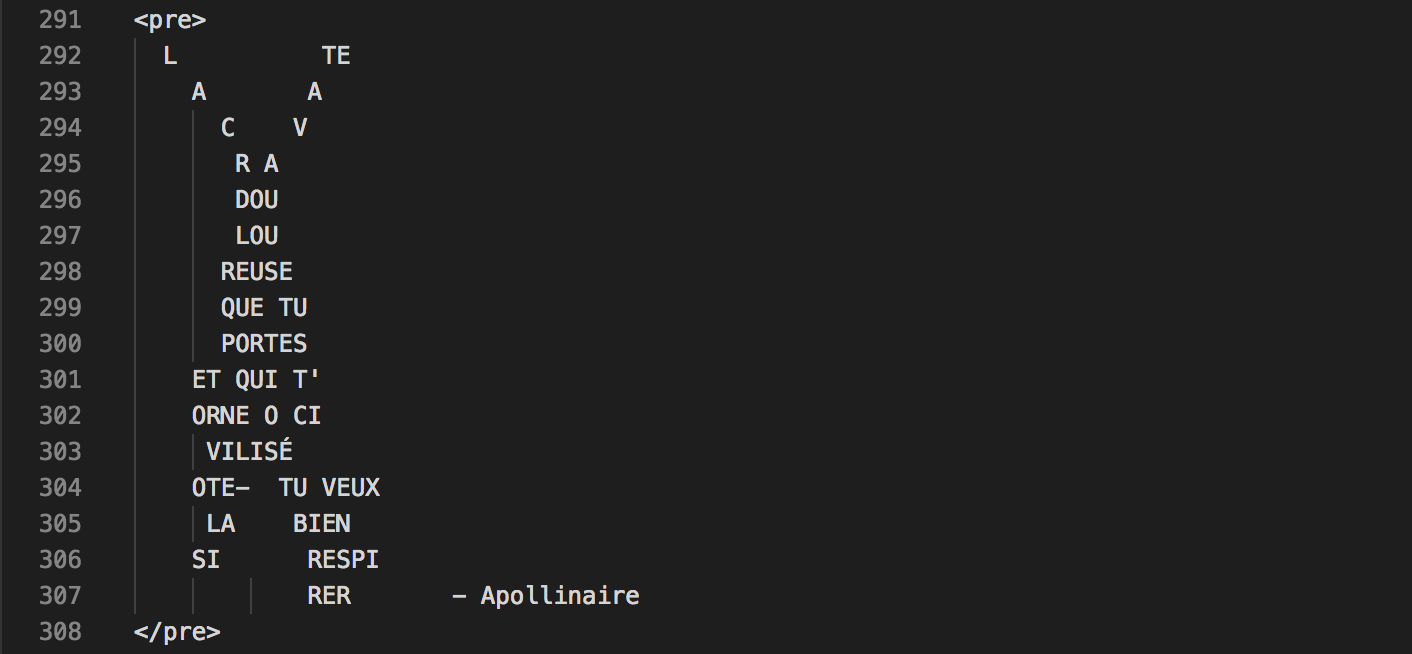 291 <pre>
292   L          TE
293     A       A
294       C    V
295        R A
296        DOU
297        LOU
298       REUSE
299       QUE TU
300       PORTES
301     ET QUI T'
302     ORNE O CI
303      VILISÉ
304     OTE–  TU VEUX
305      LA    BIEN
306     SI      RESPI
307             RER       – Apollinaire
308 </pre>